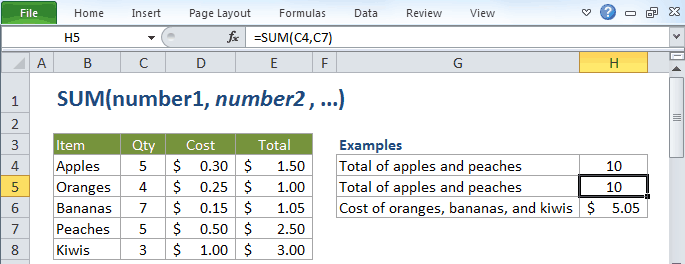 File Home Insert Page Layout Formulas Data Review View
H5 fx =SUM(C4,C7)
A B C D E F G H
1 SUM(number1, number2 , ...)
2
3 Item Qty Cost Total Examples
4 Apples 5 $ 0.30 $ 1.50 Total of apples and peaches 10
5 Oranges 4 $ 0.25 $ 1.00 Total of apples and peaches 10
6 Bananas 7 $ 0.15 $ 1.05 Cost of oranges, bananas, and kiwis $ 5.05
7 Peaches 5 $ 0.50 $ 2.50
8 Kiwis 3 $ 1.00 $ 3.00